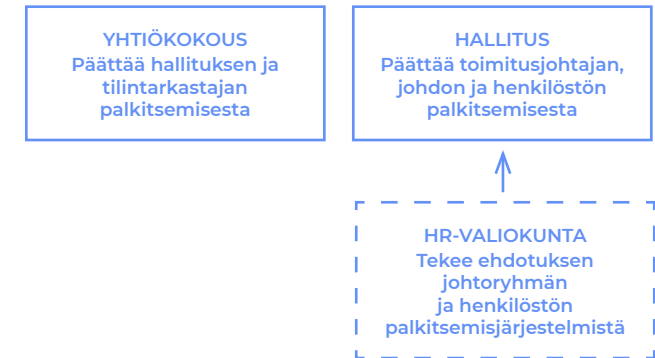 YHTIÖKOKOUS
Päättää hallituksen ja
tilintarkastajan
palkitsemisesta
HALLITUS
Päättää toimitusjohtajan,
johdon ja henkilöstön
palkitsemisesta
HR-VALIOKUNTA
Tekee ehdotuksen
johtoryhmän
ja henkilöstön
palkitsemisjärjestelmistä